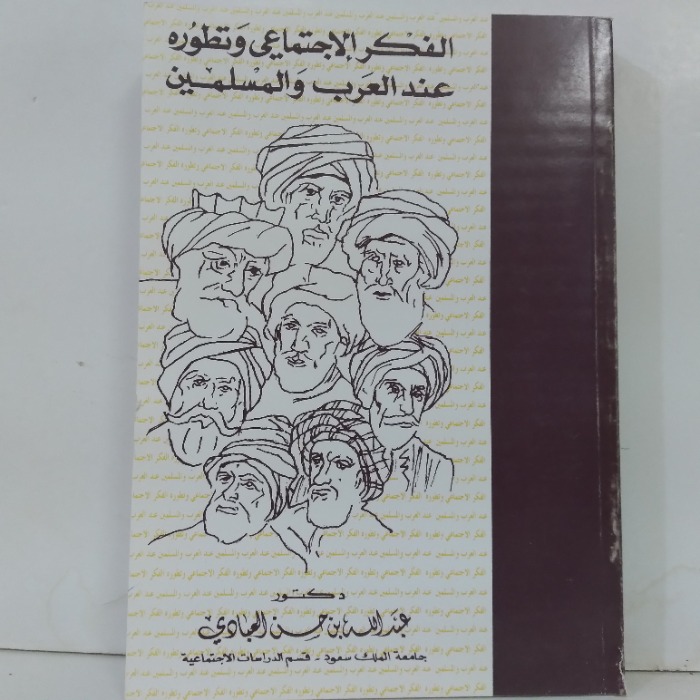 الفكر الاجتماعي وتطوره
عند العرب والمسلمين
دكتور
عبدالله بن حسن العبادي
جامعة الملك سعود - قسم الدراسات الاجتماعية